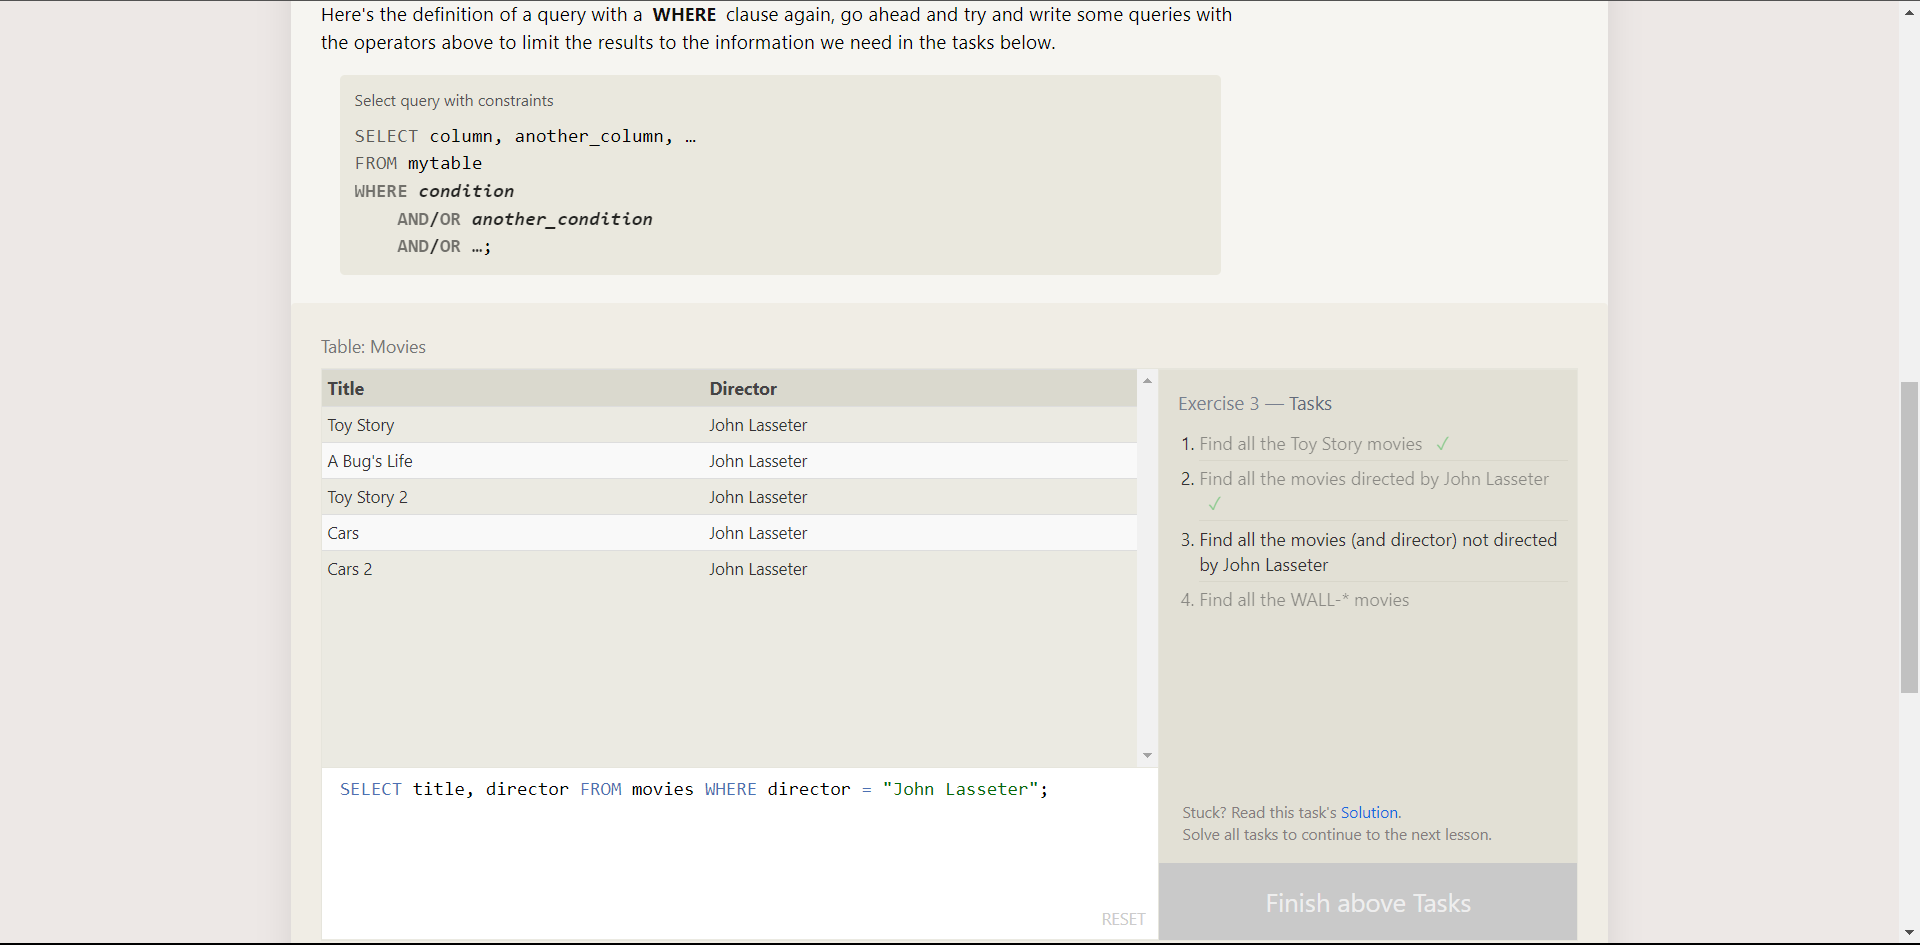 Here's the definition of a query with a WHERE clause again, go ahead and try and write some queries with
the operators above to limit the results to the information we need in the tasks below.
Select query with constraints
SELECT column, another_column, …
FROM mytable
WHERE condition
AND/OR another_condition
AND/OR …;
Table: Movies
Title Director
Toy Story John Lasseter
A Bug's Life John Lasseter
Toy Story 2 John Lasseter
Cars John Lasseter
Cars 2 John Lasseter
SELECT title, director FROM movies WHERE director = "John Lasseter";
RESET
Exercise 3 — Tasks
1. Find all the Toy Story movies ✓
2. Find all the movies directed by John Lasseter
✓
3. Find all the movies (and director) not directed
by John Lasseter
4. Find all the WALL-* movies
Stuck? Read this task's Solution.
Solve all tasks to continue to the next lesson.
Finish above Tasks